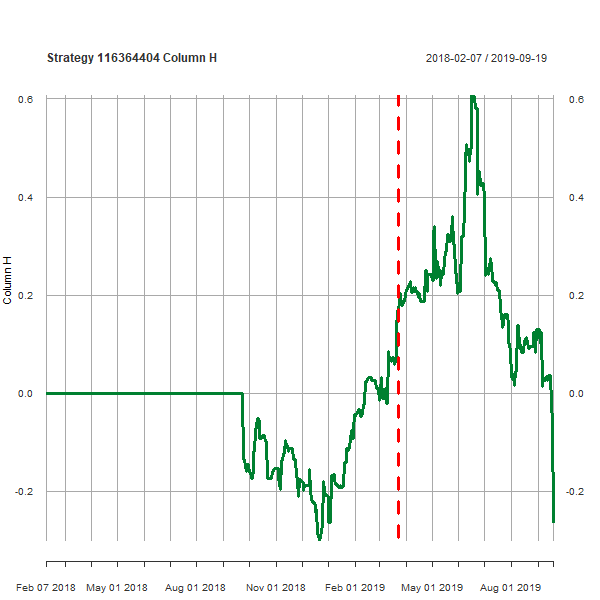 Strategy 116364404 Column H
2018-02-07 / 2019-09-19
0.6
0.4
0.2
0.0
-0.2
0.6
0.4
0.2
0.0
-0.2
Column H
Feb 07 2018
May 01 2018
Aug 01 2018
Nov 01 2018
Feb 01 2019
May 01 2019
Aug 01 2019